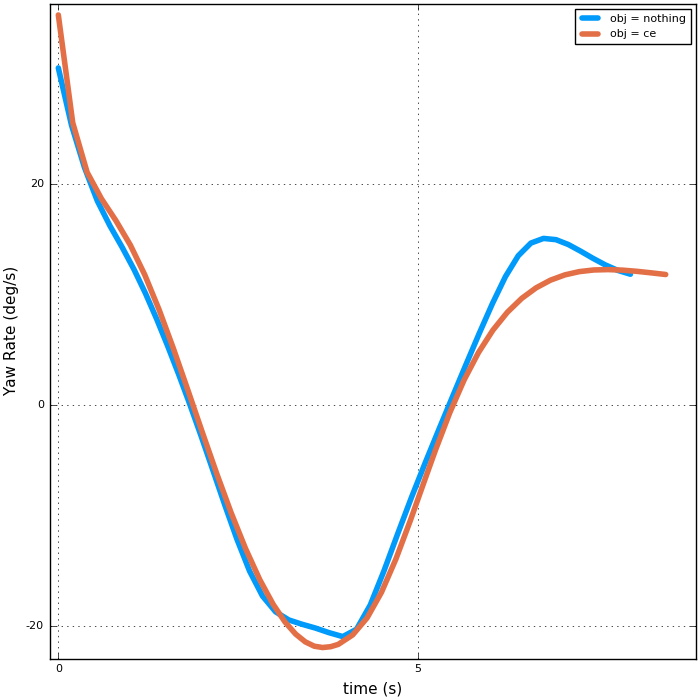 obj = nothing
obj = ce
20
0
-20
Yaw Rate (deg/s)
0
5
time (s)